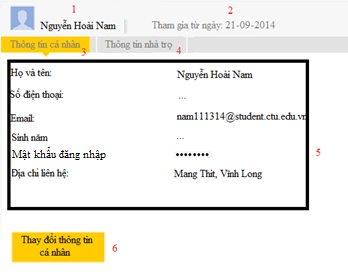 1 2
Nguyễn Hoài Nam Tham gia từ ngày: 21-09-2014
Thông tin cá nhân 3 Thông tin nhà trọ 4
Họ và tên: Nguyễn Hoài Nam
Số điện thoại: ...
Email: nam111314@student.ctu.edu.vn
Sinh năm ...
Mật khẩu đăng nhập ••••••••
5
Địa chỉ liên hệ: Mang Thít, Vĩnh Long
Thay đổi thông tin
cá nhân 6